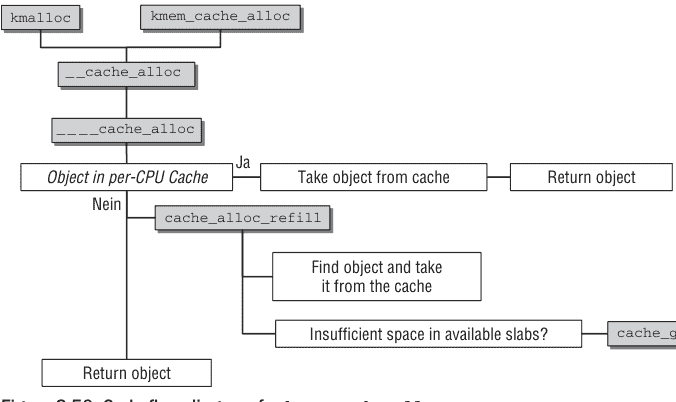 kmalloc
kmem_cache_alloc
__cache_alloc
____cache_alloc
Object in per-CPU Cache
Ja
Take object from cache
Return object
Nein
cache_alloc_refill
Find object and take
it from the cache
Insufficient space in available slabs?
cache_g
Return object